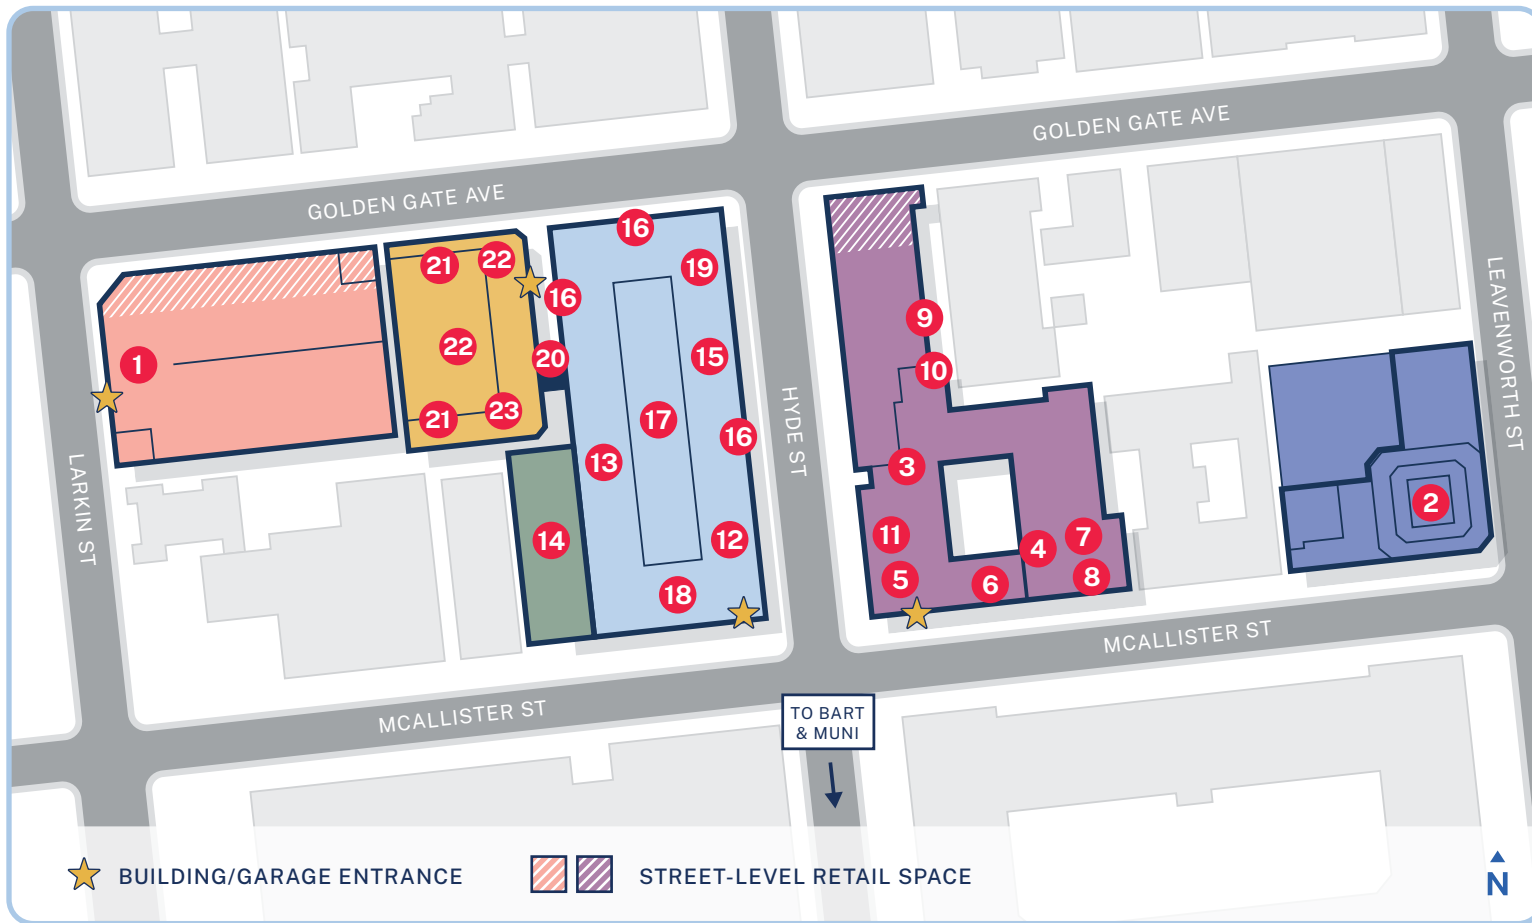 GOLDEN GATE AVE
GOLDEN GATE AVE
16
21
22
19
16
9
22
20
15
1
10
LEAVENWORTH ST
21
23
17
16
HYDE ST
13
3
2
LARKIN ST
14
12
11
4
7
18
5
6
8
MCALLISTER ST
MCALLISTER ST
TO BART
& MUNI
BUILDING/GARAGE ENTRANCE
STREET-LEVEL RETAIL SPACE
N